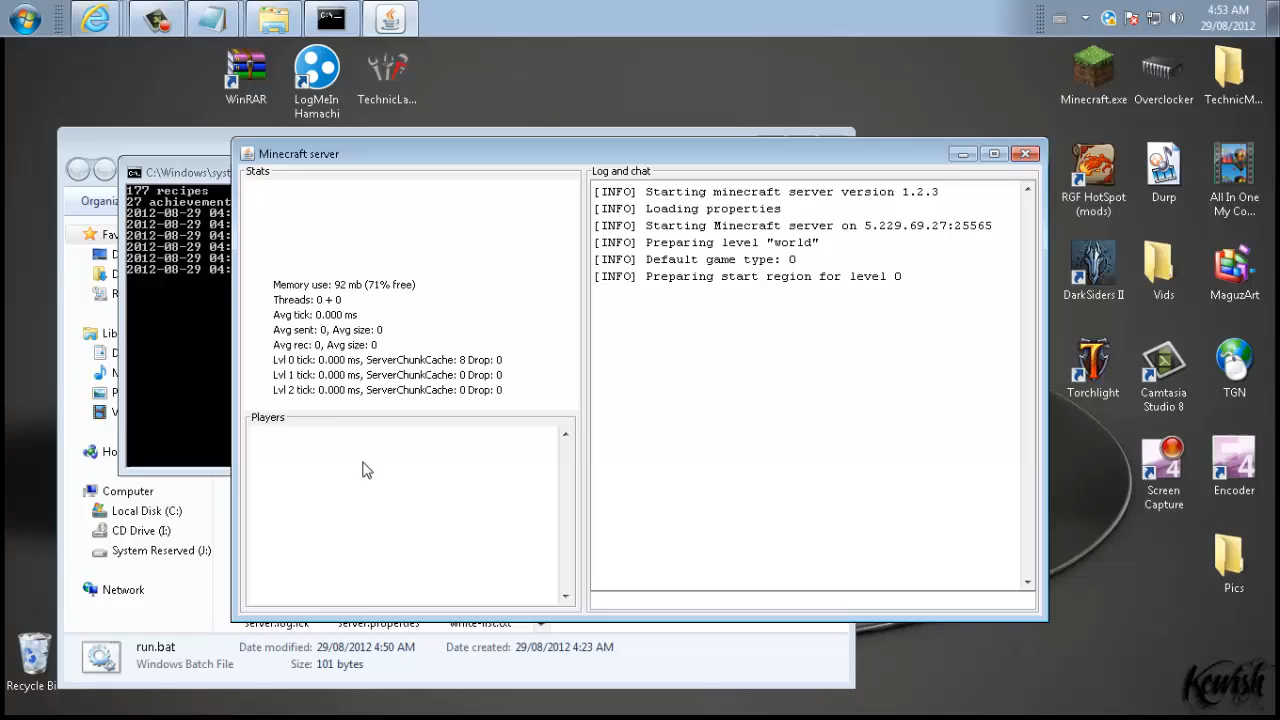 4:53 AM
29/08/2012
WinRAR
LogMeIn
Hamachi
TechnicLa...
Minecraft.exe
Overclocker
TechnicM...
RGF HotSpot
(mods)
Durp
All In One
My Co...
DarkSiders II
Vids
MaguzArt
Torchlight
Camtasia
Studio 8
TGN
Screen
Capture
Encoder
Pics
Recycle Bi
Kewish
C:\Windows\syst
177 recipes
27 achievement
2012-08-29 04:
2012-08-29 04:
2012-08-29 04:
2012-08-29 04:
2012-08-29 04:
2012-08-29 04:
Organiz
Fav
D
D
R
Lib
D
M
P
V
Ho
Computer
Local Disk (C:)
CD Drive (I:)
System Reserved (J:)
Network
Minecraft server
Stats
Memory use: 92 mb (71% free)
Threads: 0 + 0
Avg tick: 0.000 ms
Avg sent: 0, Avg size: 0
Avg rec: 0, Avg size: 0
Lvl 0 tick: 0.000 ms, ServerChunkCache: 8 Drop: 0
Lvl 1 tick: 0.000 ms, ServerChunkCache: 0 Drop: 0
Lvl 2 tick: 0.000 ms, ServerChunkCache: 0 Drop: 0
Players
Log and chat
[INFO] Starting minecraft server version 1.2.3
[INFO] Loading properties
[INFO] Starting Minecraft server on 5.229.69.27:25565
[INFO] Preparing level "world"
[INFO] Default game type: 0
[INFO] Preparing start region for level 0
server.log.lck server.properties white-list.txt
run.bat Date modified: 29/08/2012 4:50 AM Date created: 29/08/2012 4:23 AM
Windows Batch File Size: 101 bytes